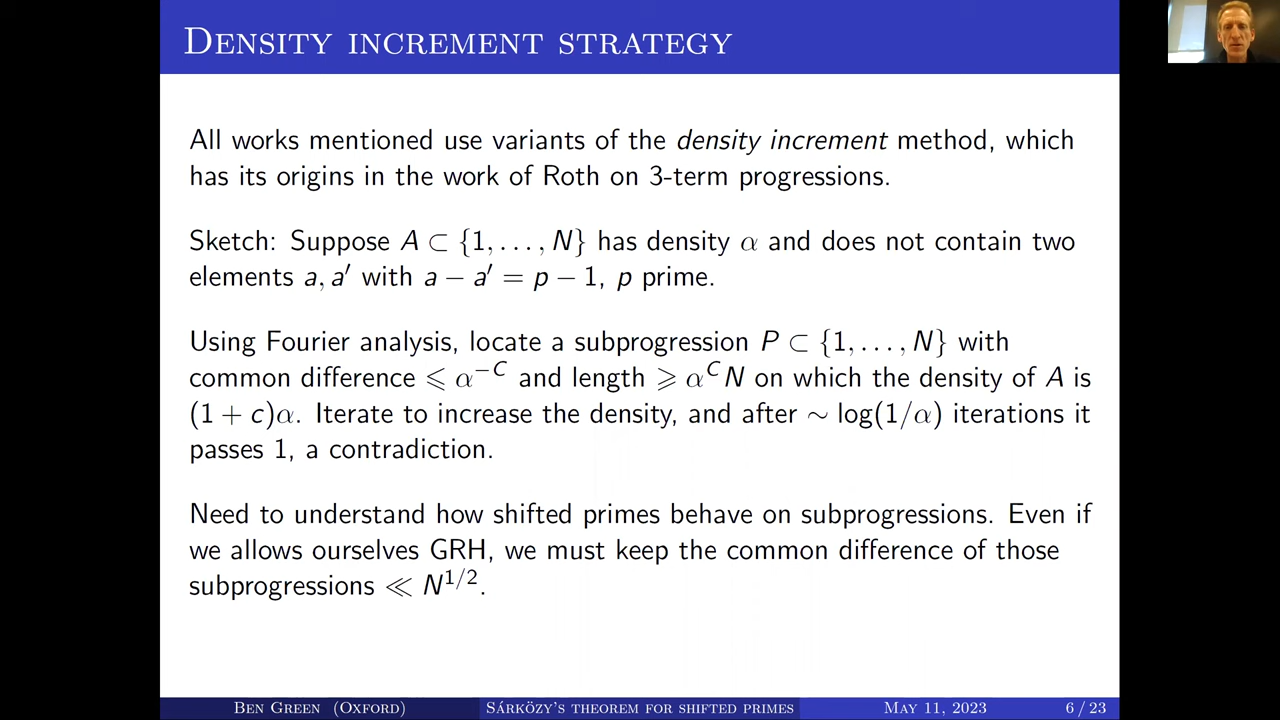 DENSITY INCREMENT STRATEGY
All works mentioned use variants of the density increment method, which
has its origins in the work of Roth on 3-term progressions.
Sketch: Suppose A ⊂ {1, . . . , N} has density α and does not contain two
elements a, a′ with a − a′ = p − 1, p prime.
Using Fourier analysis, locate a subprogression P ⊂ {1, . . . , N} with
common difference ⩽ α^{−C} and length ⩾ α^C N on which the density of A is
(1 + c)α. Iterate to increase the density, and after ∼ log(1/α) iterations it
passes 1, a contradiction.
Need to understand how shifted primes behave on subprogressions. Even if
we allows ourselves GRH, we must keep the common difference of those
subprogressions ≪ N^{1/2}.
BEN GREEN (OXFORD) SÁRKÖZY'S THEOREM FOR SHIFTED PRIMES MAY 11, 2023 6 / 23